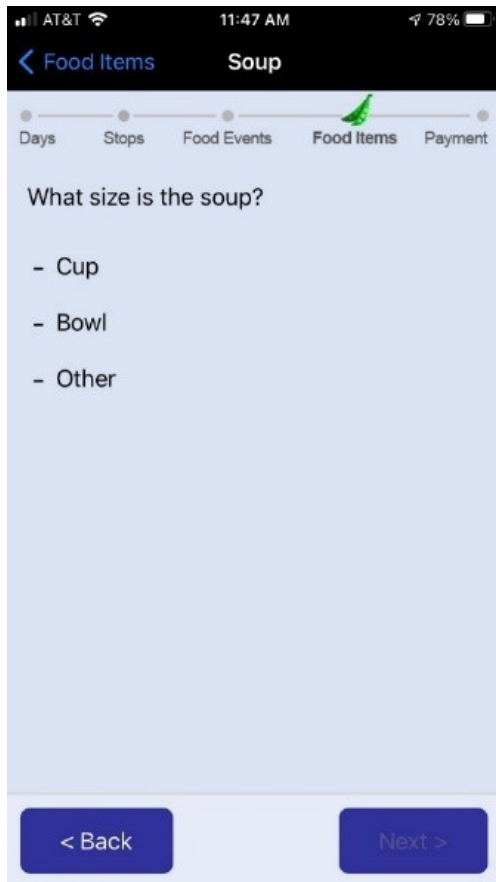 AT&T 11:47 AM 78%
< Food Items Soup
Days Stops Food Events Food Items Payment
What size is the soup?
- Cup
- Bowl
- Other
< Back Next >